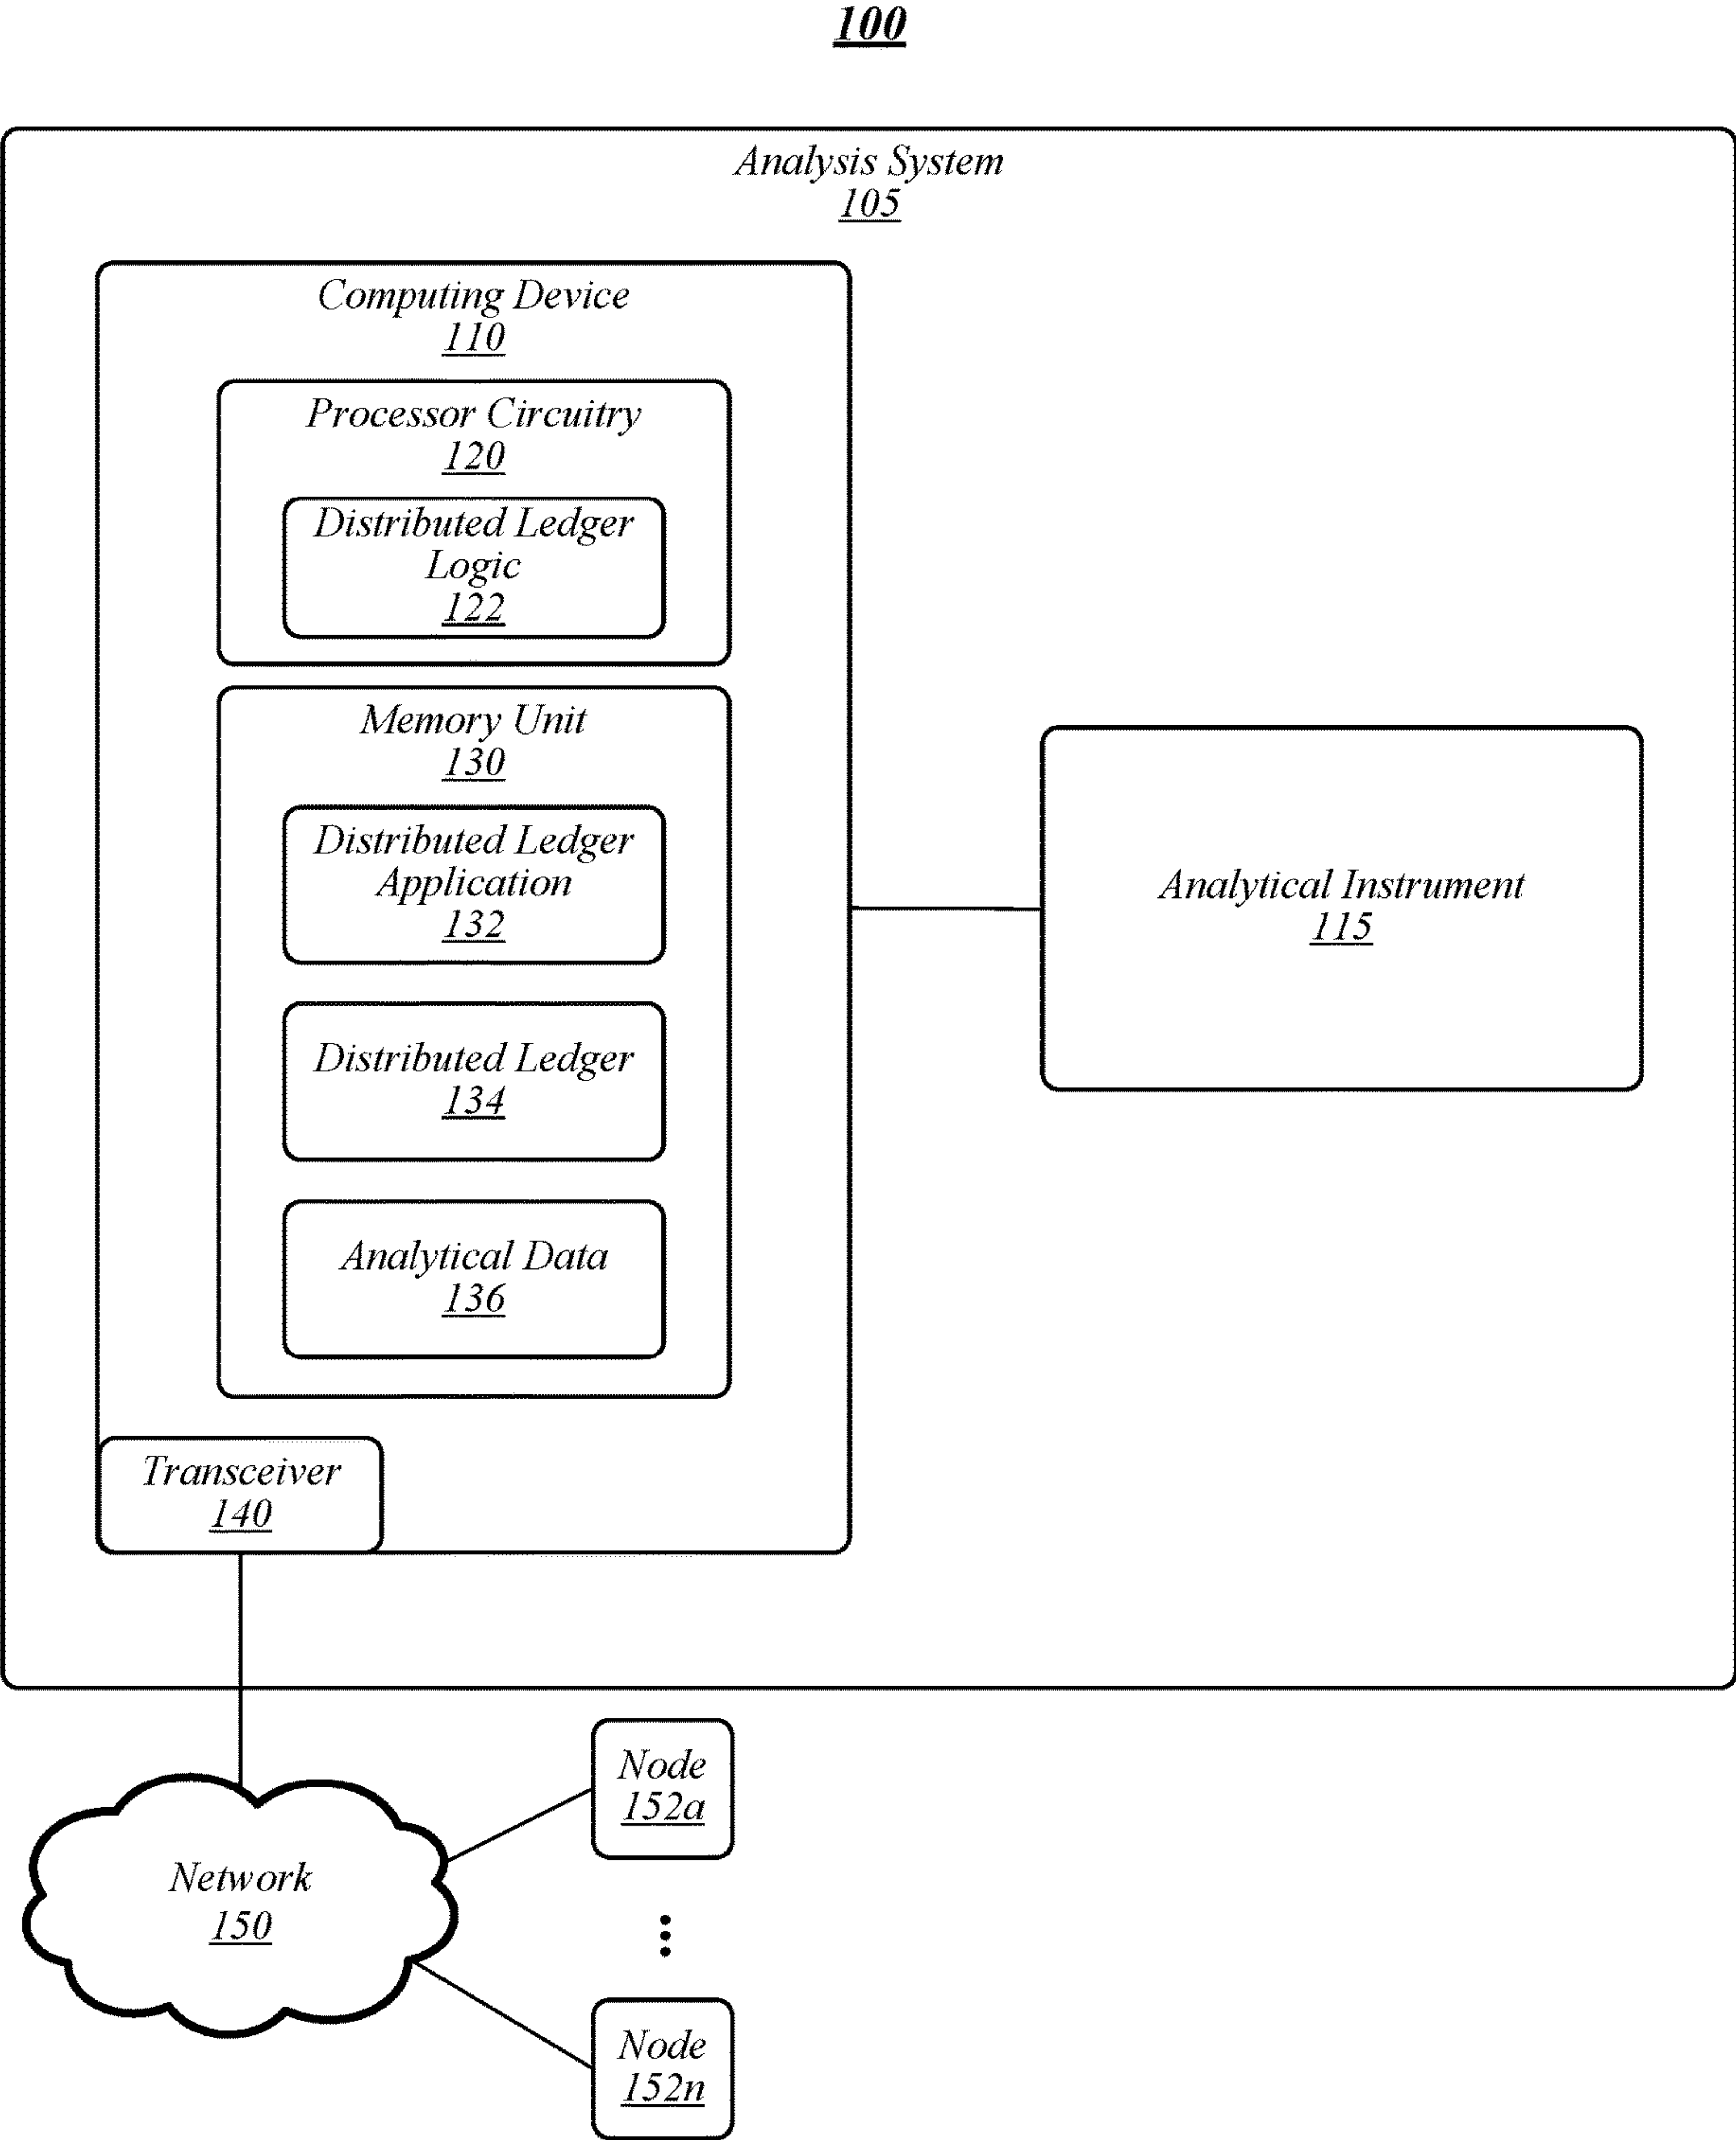 100
Analysis System
105
Computing Device
110
Processor Circuitry
120
Distributed Ledger
Logic
122
Memory Unit
130
Distributed Ledger
Application
132
Distributed Ledger
134
Analytical Data
136
Analytical Instrument
115
Transceiver
140
Network
150
Node
152a
Node
152n